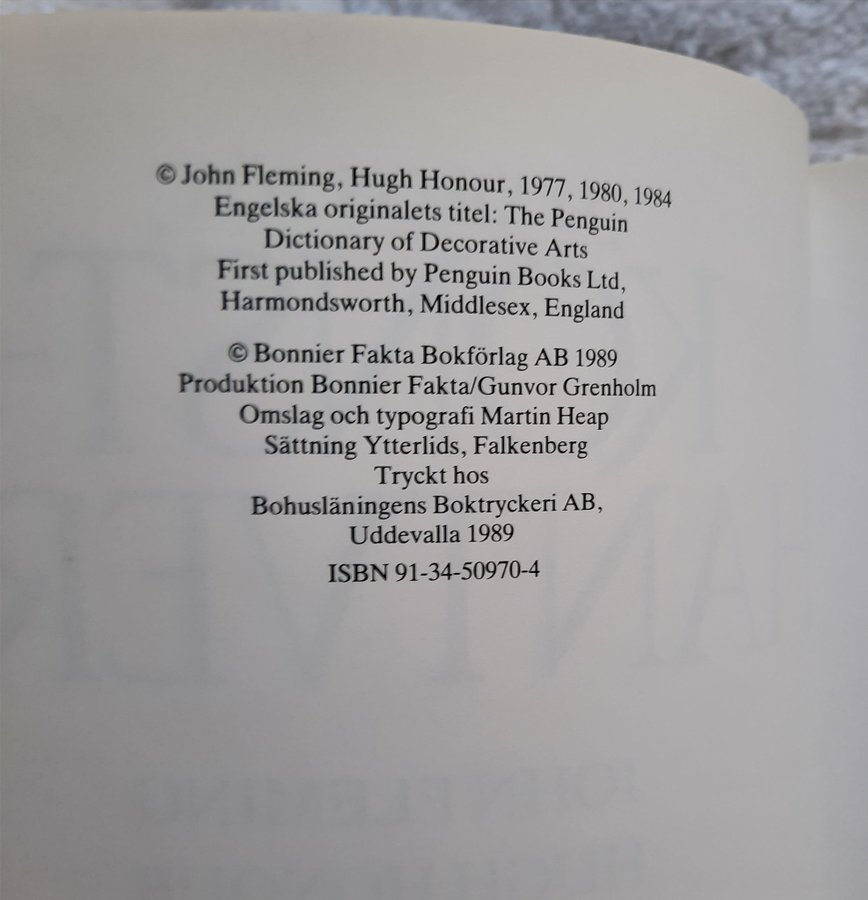 © John Fleming, Hugh Honour, 1977, 1980, 1984
Engelska originalets titel: The Penguin
Dictionary of Decorative Arts
First published by Penguin Books Ltd,
Harmondsworth, Middlesex, England
© Bonnier Fakta Bokförlag AB 1989
Produktion Bonnier Fakta/Gunvor Grenholm
Omslag och typografi Martin Heap
Sättning Ytterlids, Falkenberg
Tryckt hos
Bohusläningens Boktryckeri AB,
Uddevalla 1989
ISBN 91-34-50970-4